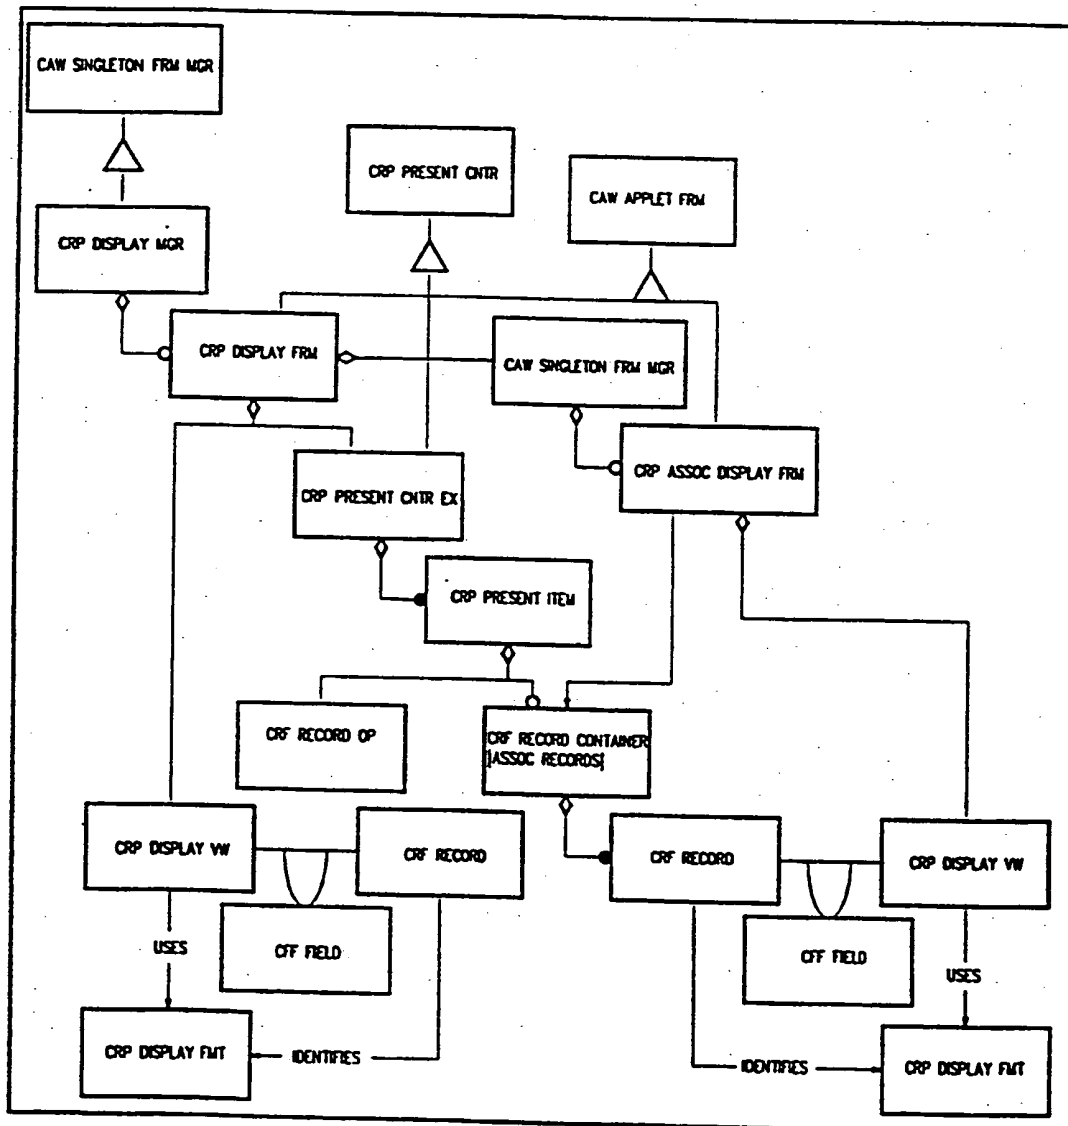 CAW SINGLETON FRM MGR
CRP PRESENT CNTR
CAW APPLET FRM
CRP DISPLAY MGR
CRP DISPLAY FRM
CAW SINGLETON FRM MGR
CRP ASSOC DISPLAY FRM
CRP PRESENT CNTR EX
CRP PRESENT ITEM
CRF RECORD OP
CRF RECORD CONTAINER
[ASSOC RECORDS]
CRP DISPLAY VW
CRF RECORD
CRF RECORD
CRP DISPLAY VW
CFF FIELD
CFF FIELD
USES
USES
CRP DISPLAY FMT
IDENTIFIES
IDENTIFIES
CRP DISPLAY FMT